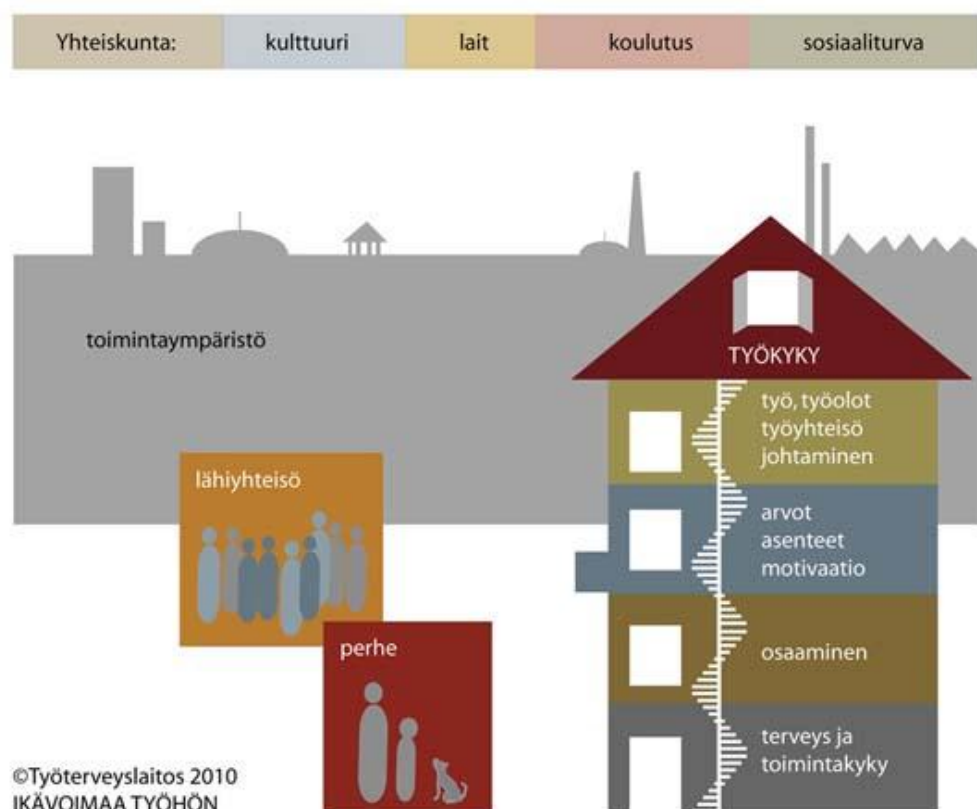 Yhteiskunta: kulttuuri lait koulutus sosiaaliturva
toimintaympäristö
TYÖKYKY
työ, työolot
työyhteisö
johtaminen
lähiyhteisö
arvot
asenteet
motivaatio
perhe
osaaminen
terveys ja
toimintakyky
©Työterveyslaitos 2010
IKÄVOIMAA TYÖHÖN